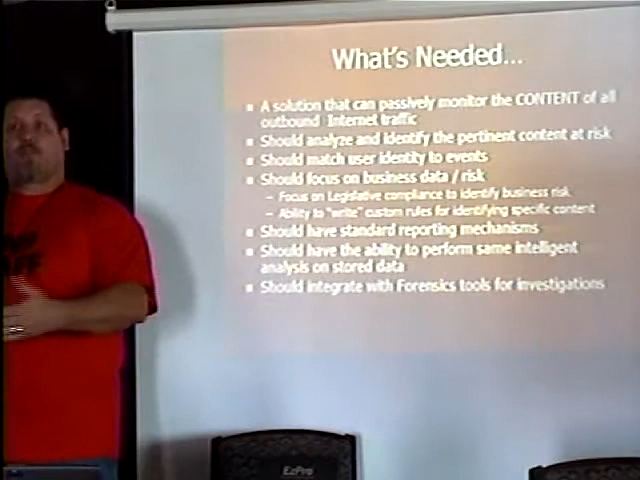 What's Needed...
A solution that can passively monitor the CONTENT of all
outbound Internet traffic
Should analyze and identify the pertinent content at risk
Should match user identity to events
Should focus on business data / risk
– Focus on Legislative compliance to identify business risk
– Ability to "write" custom rules for identifying specific content
Should have standard reporting mechanisms
Should have the ability to perform same intelligent
analysis on stored data
Should integrate with Forensics tools for investigations
EzPro